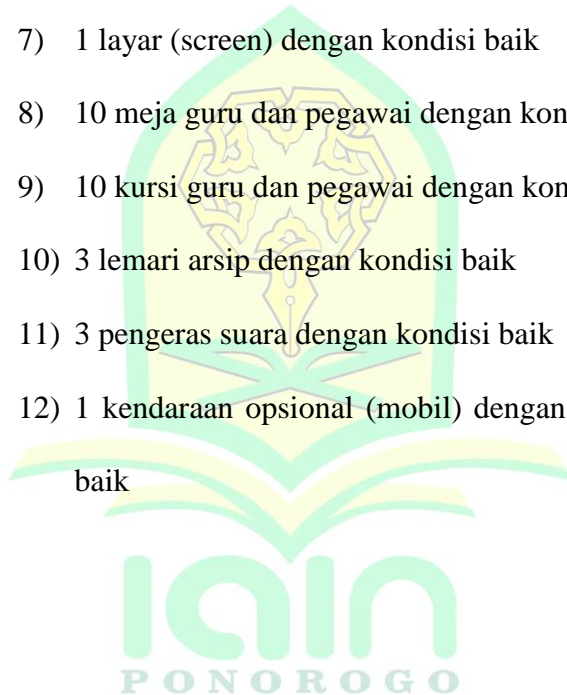 7) 1 layar (screen) dengan kondisi baik
8) 10 meja guru dan pegawai dengan kon
9) 10 kursi guru dan pegawai dengan kon
10) 3 lemari arsip dengan kondisi baik
11) 3 pengeras suara dengan kondisi baik
12) 1 kendaraan opsional (mobil) dengan
baik
iain
PONOROGO